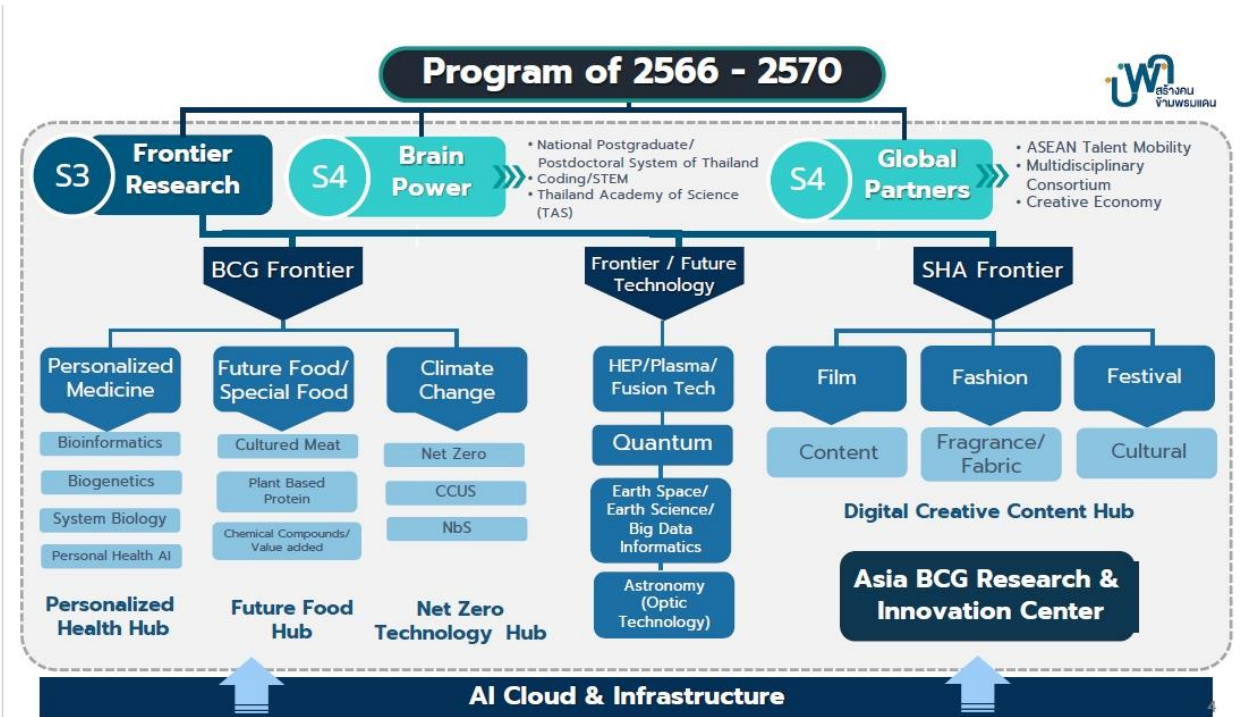 Program of 2566 - 2570
บพค
สร้างคน
ข้ามพรมแดน
S3
Frontier
Research
S4
Brain
Power
• National Postgraduate/
Postdoctoral System of Thailand
• Coding/STEM
• Thailand Academy of Science
(TAS)
S4
Global
Partners
• ASEAN Talent Mobility
• Multidisciplinary
Consortium
• Creative Economy
BCG Frontier
Frontier / Future
Technology
SHA Frontier
Personalized
Medicine
Bioinformatics
Biogenetics
System Biology
Personal Health AI
Personalized
Health Hub
Future Food/
Special Food
Cultured Meat
Plant Based
Protein
Chemical Compounds/
Value added
Future Food
Hub
Climate
Change
Net Zero
CCUS
NbS
Net Zero
Technology Hub
HEP/Plasma/
Fusion Tech
Quantum
Earth Space/
Earth Science/
Big Data
Informatics
Astronomy
(Optic
Technology)
Film
Content
Fashion
Fragrance/
Fabric
Festival
Cultural
Digital Creative Content Hub
Asia BCG Research &
Innovation Center
AI Cloud & Infrastructure
4